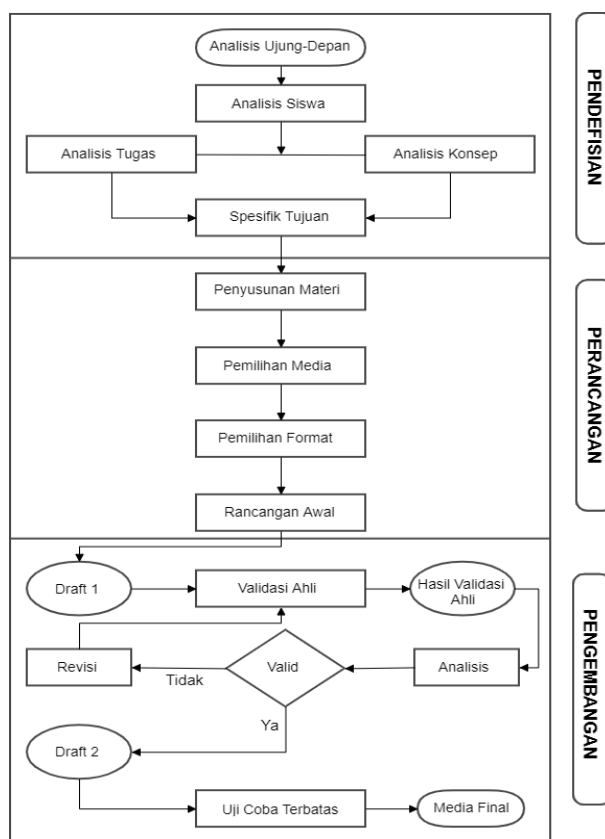 Analisis Ujung-Depan
Analisis Siswa
Analisis Tugas
Analisis Konsep
Spesifik Tujuan
PENDEFISIAN
Penyusunan Materi
Pemilihan Media
Pemilihan Format
Rancangan Awal
PERANCANGAN
Draft 1
Validasi Ahli
Hasil Validasi
Ahli
Revisi
Tidak
Valid
Analisis
Ya
Draft 2
Uji Coba Terbatas
Media Final
PENGEMBANGAN